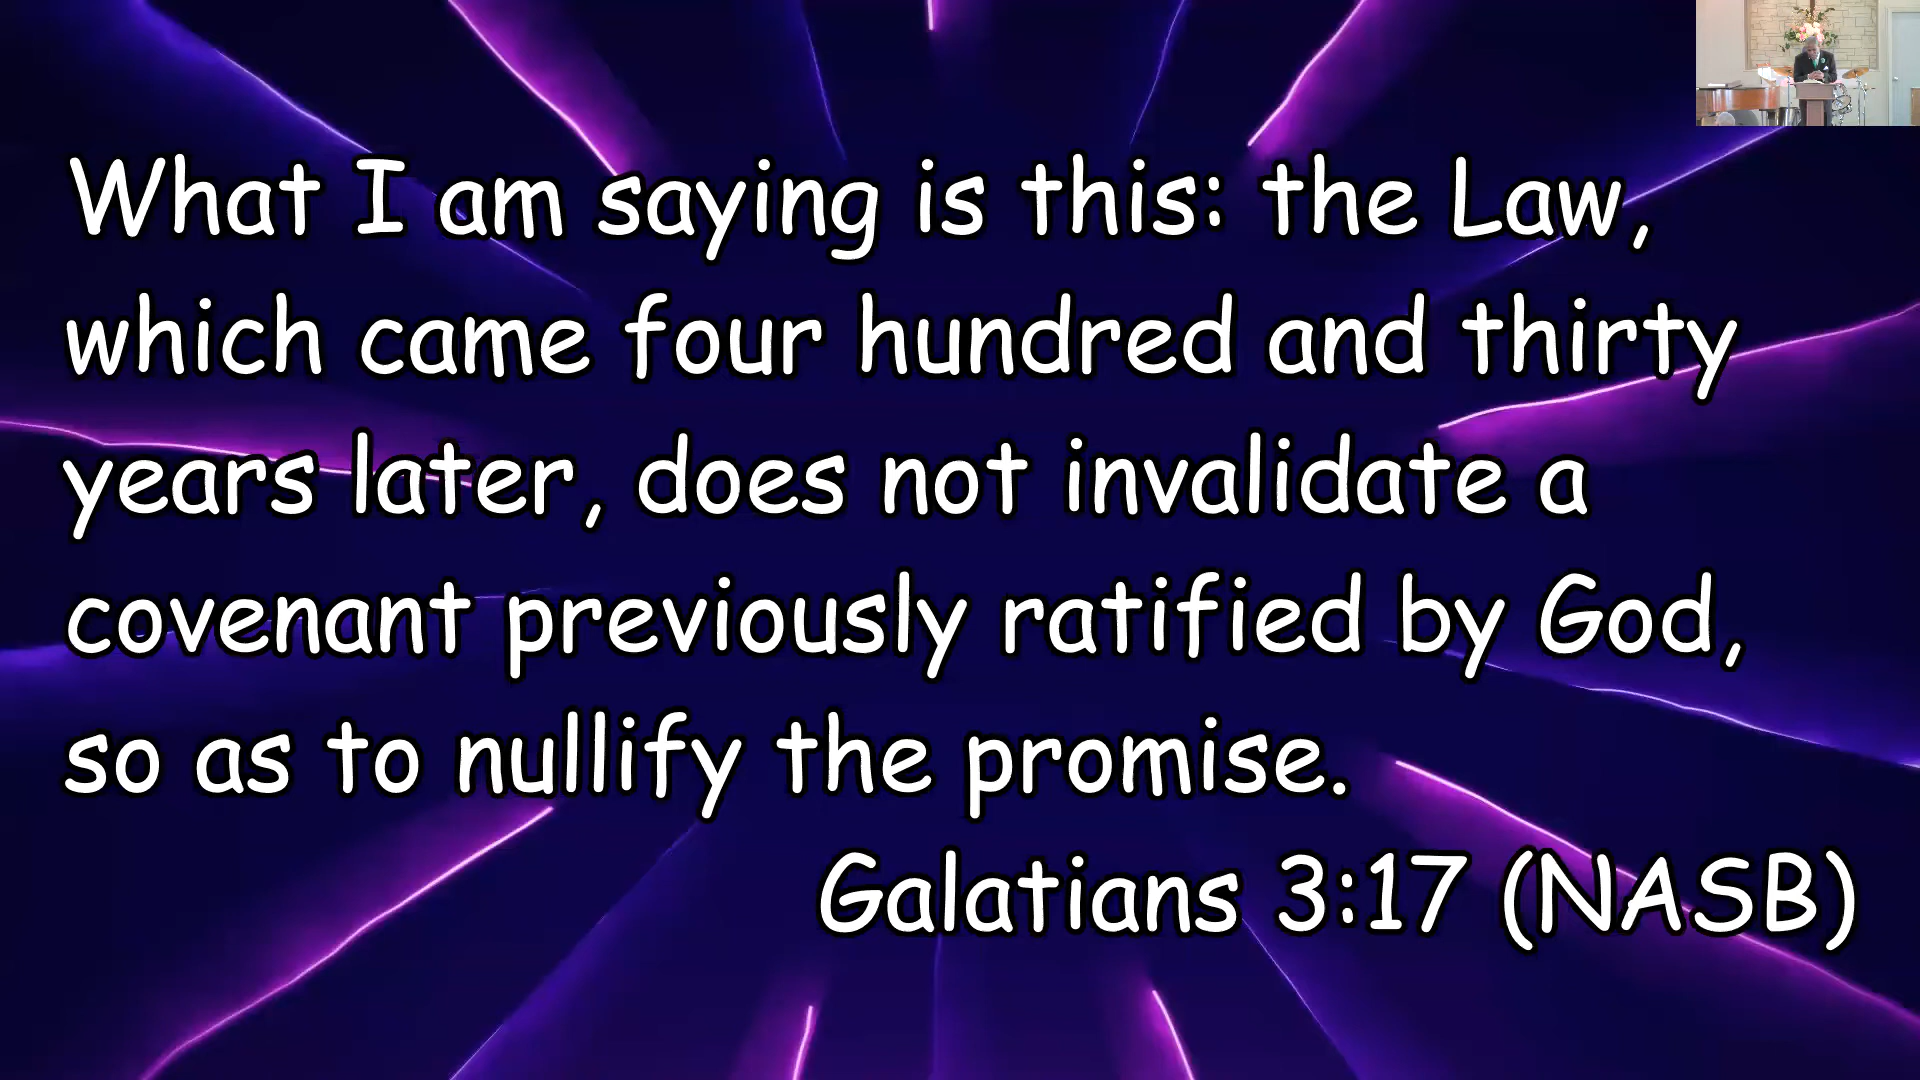 What I am saying is this: the Law,
which came four hundred and thirty
years later, does not invalidate a
covenant previously ratified by God,
so as to nullify the promise.
Galatians 3:17 (NASB)